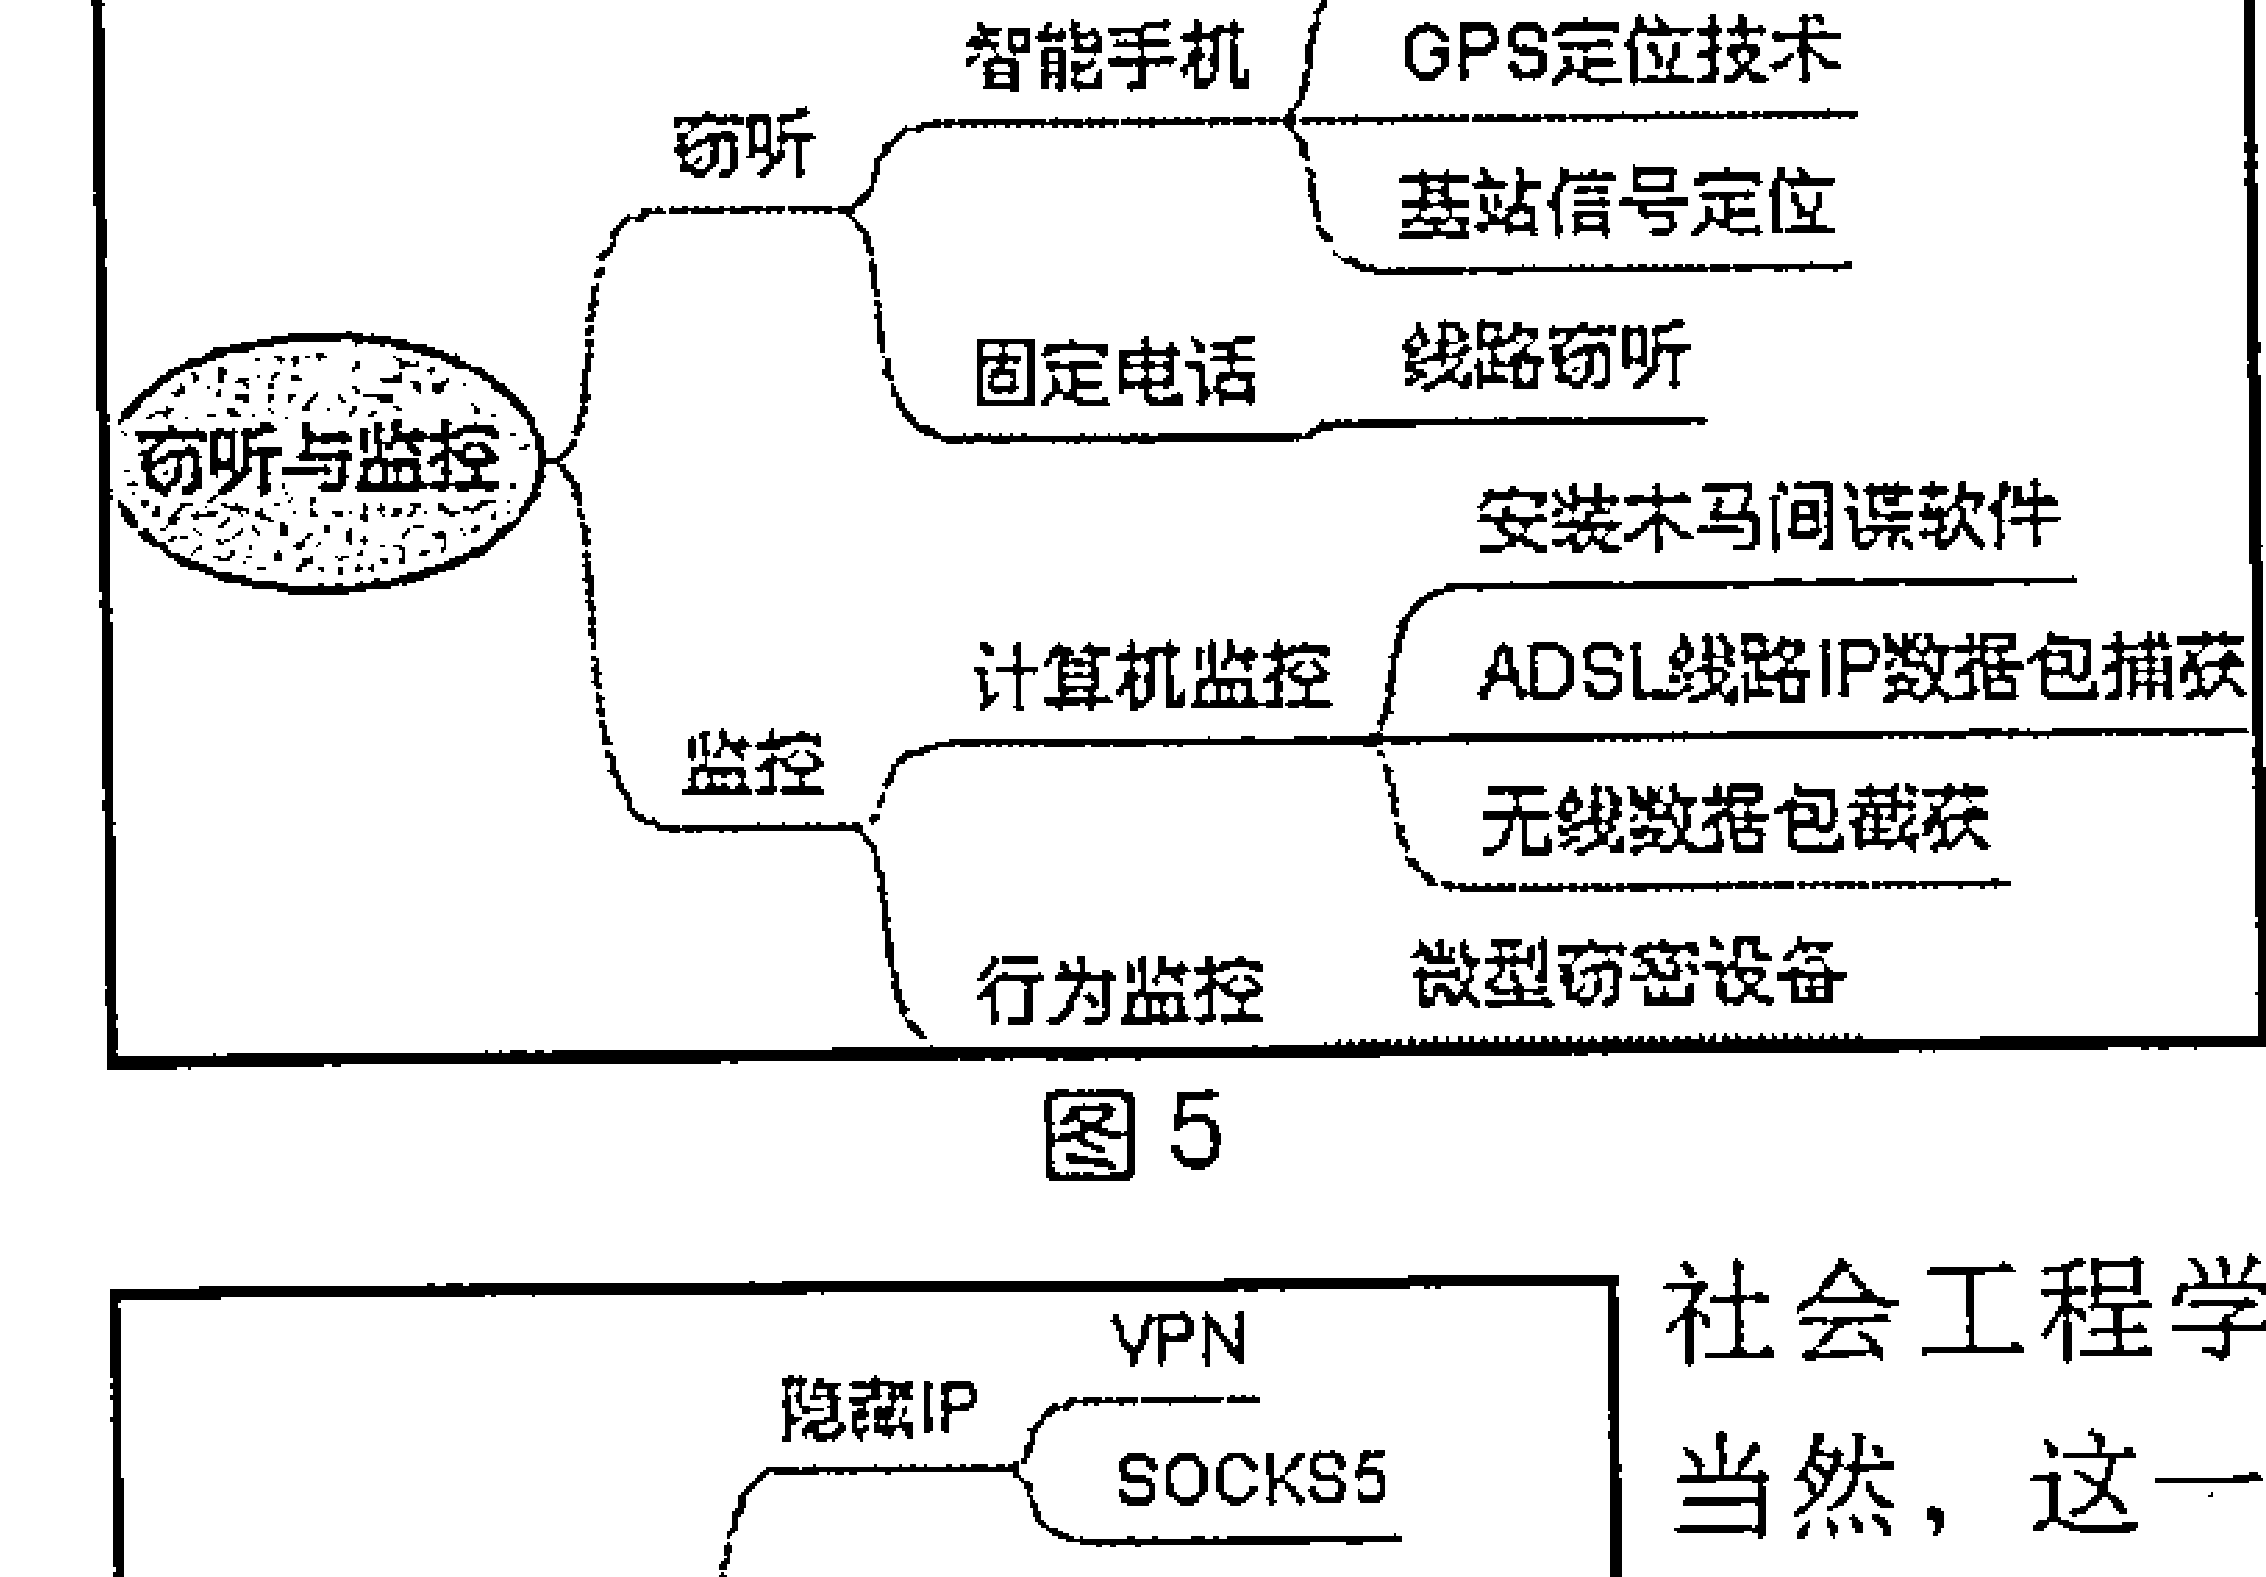 智能手机
GPS定位技术
窃听
基站信号定位
固定电话
线路窃听
窃听与监控
安装木马间谍软件
计算机监控
ADSL线路IP数据包捕获
监控
无线数据包截获
行为监控
微型窃密设备
图 5
社会工程学
VPN
隐藏IP
当然，这一
SOCKS5